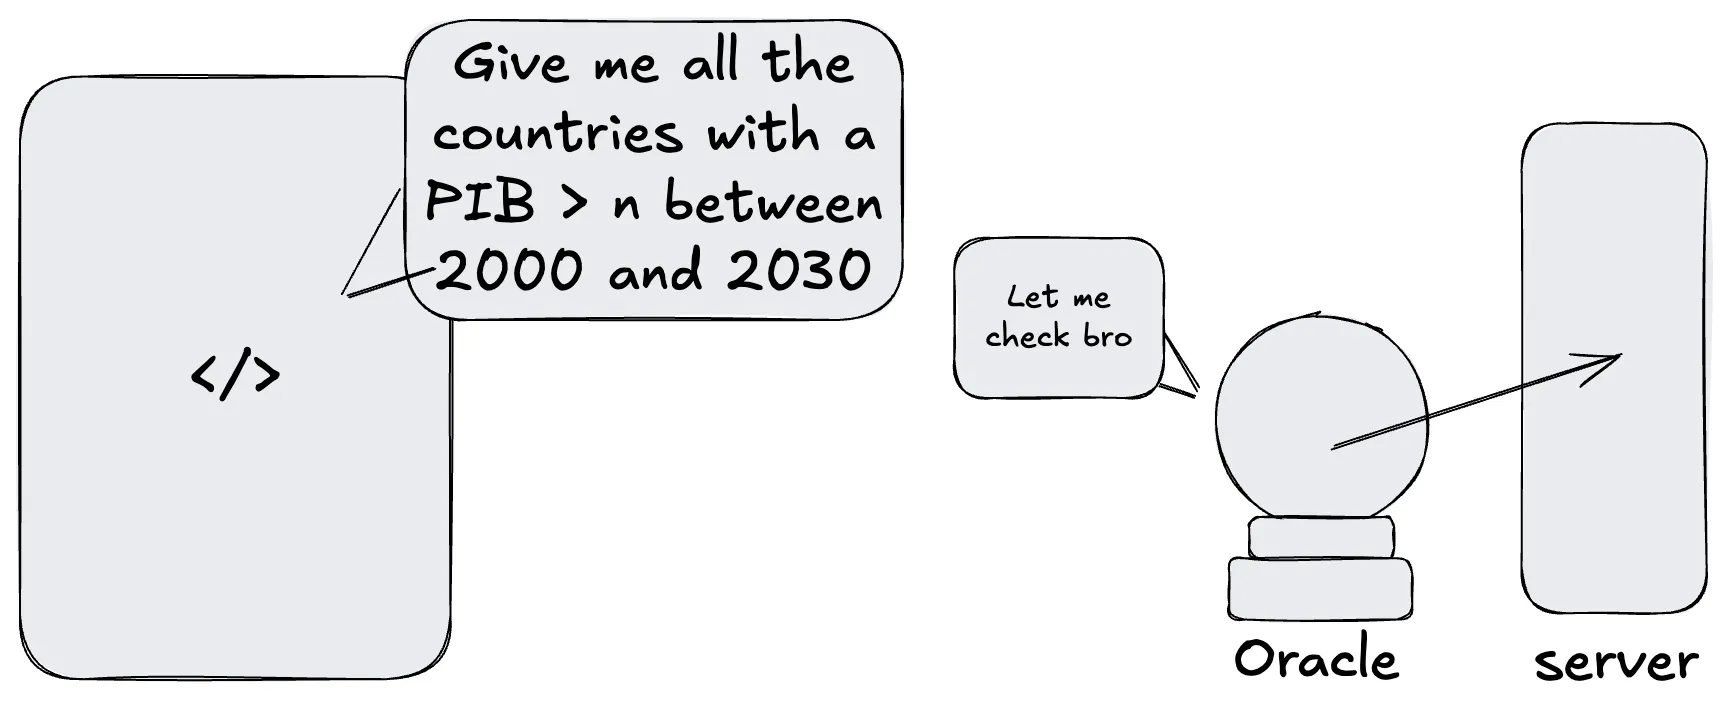 Give me all the
countries with a
PIB > n between
2000 and 2030
</>
Let me
check bro
Oracle
server